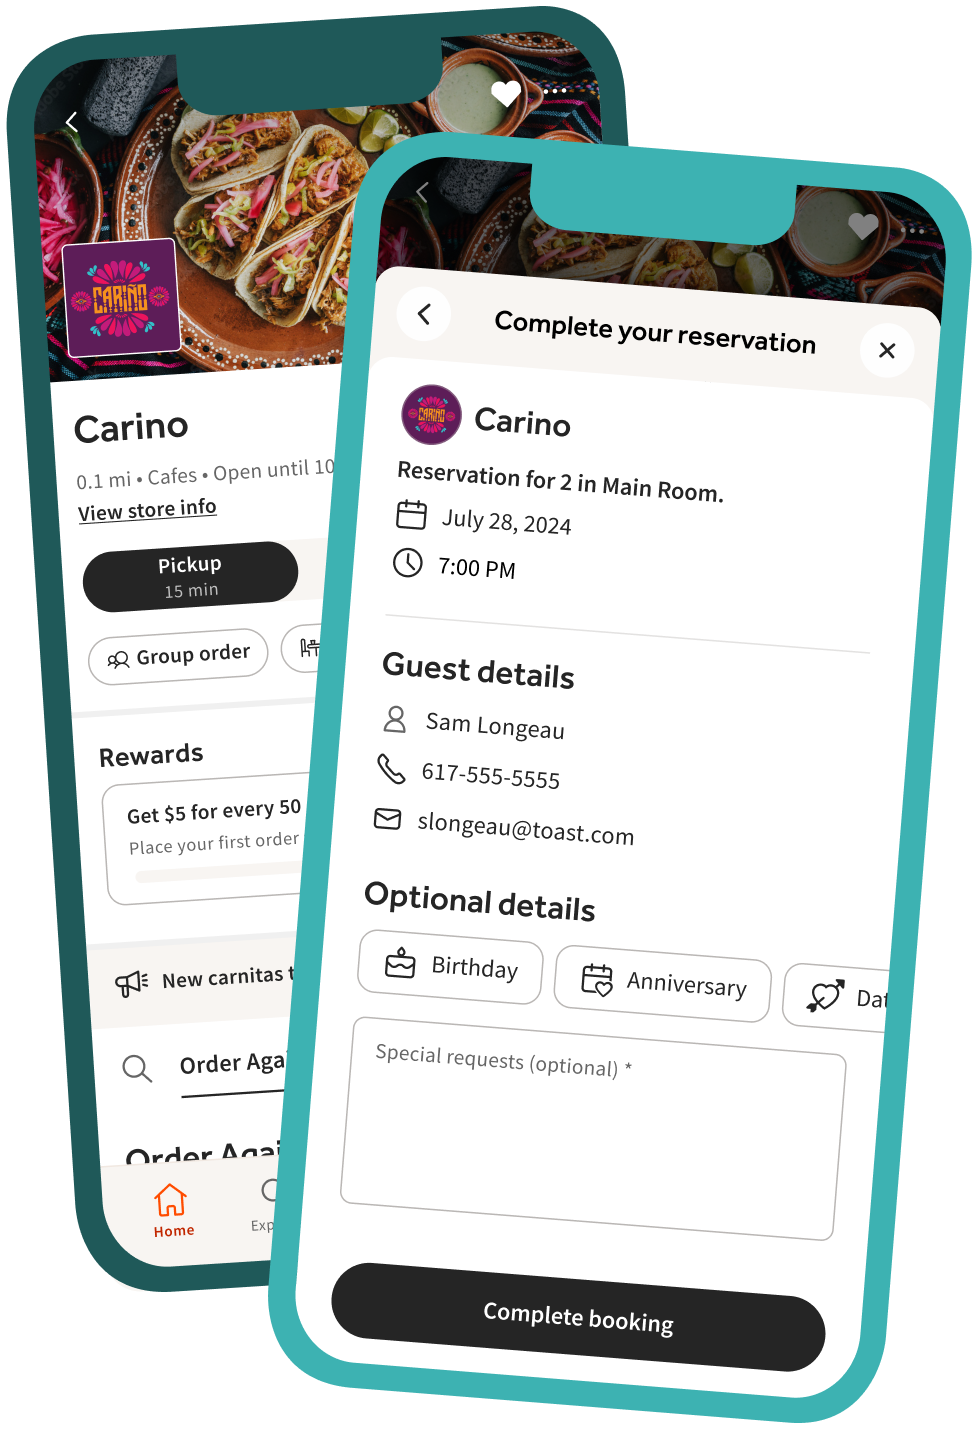 CARIÑO
Carino
0.1 mi • Cafes • Open until 10
View store info
Pickup
15 min
Group order
Rewards
Get $5 for every 50
Place your first order
New carnitas t
Order Agai
Order Agai
Home
Exp
Complete your reservation
CARIÑO
Carino
Reservation for 2 in Main Room.
July 28, 2024
7:00 PM
Guest details
Sam Longeau
617-555-5555
slongeau@toast.com
Optional details
Birthday
Anniversary
Dat
Special requests (optional) *
Complete booking